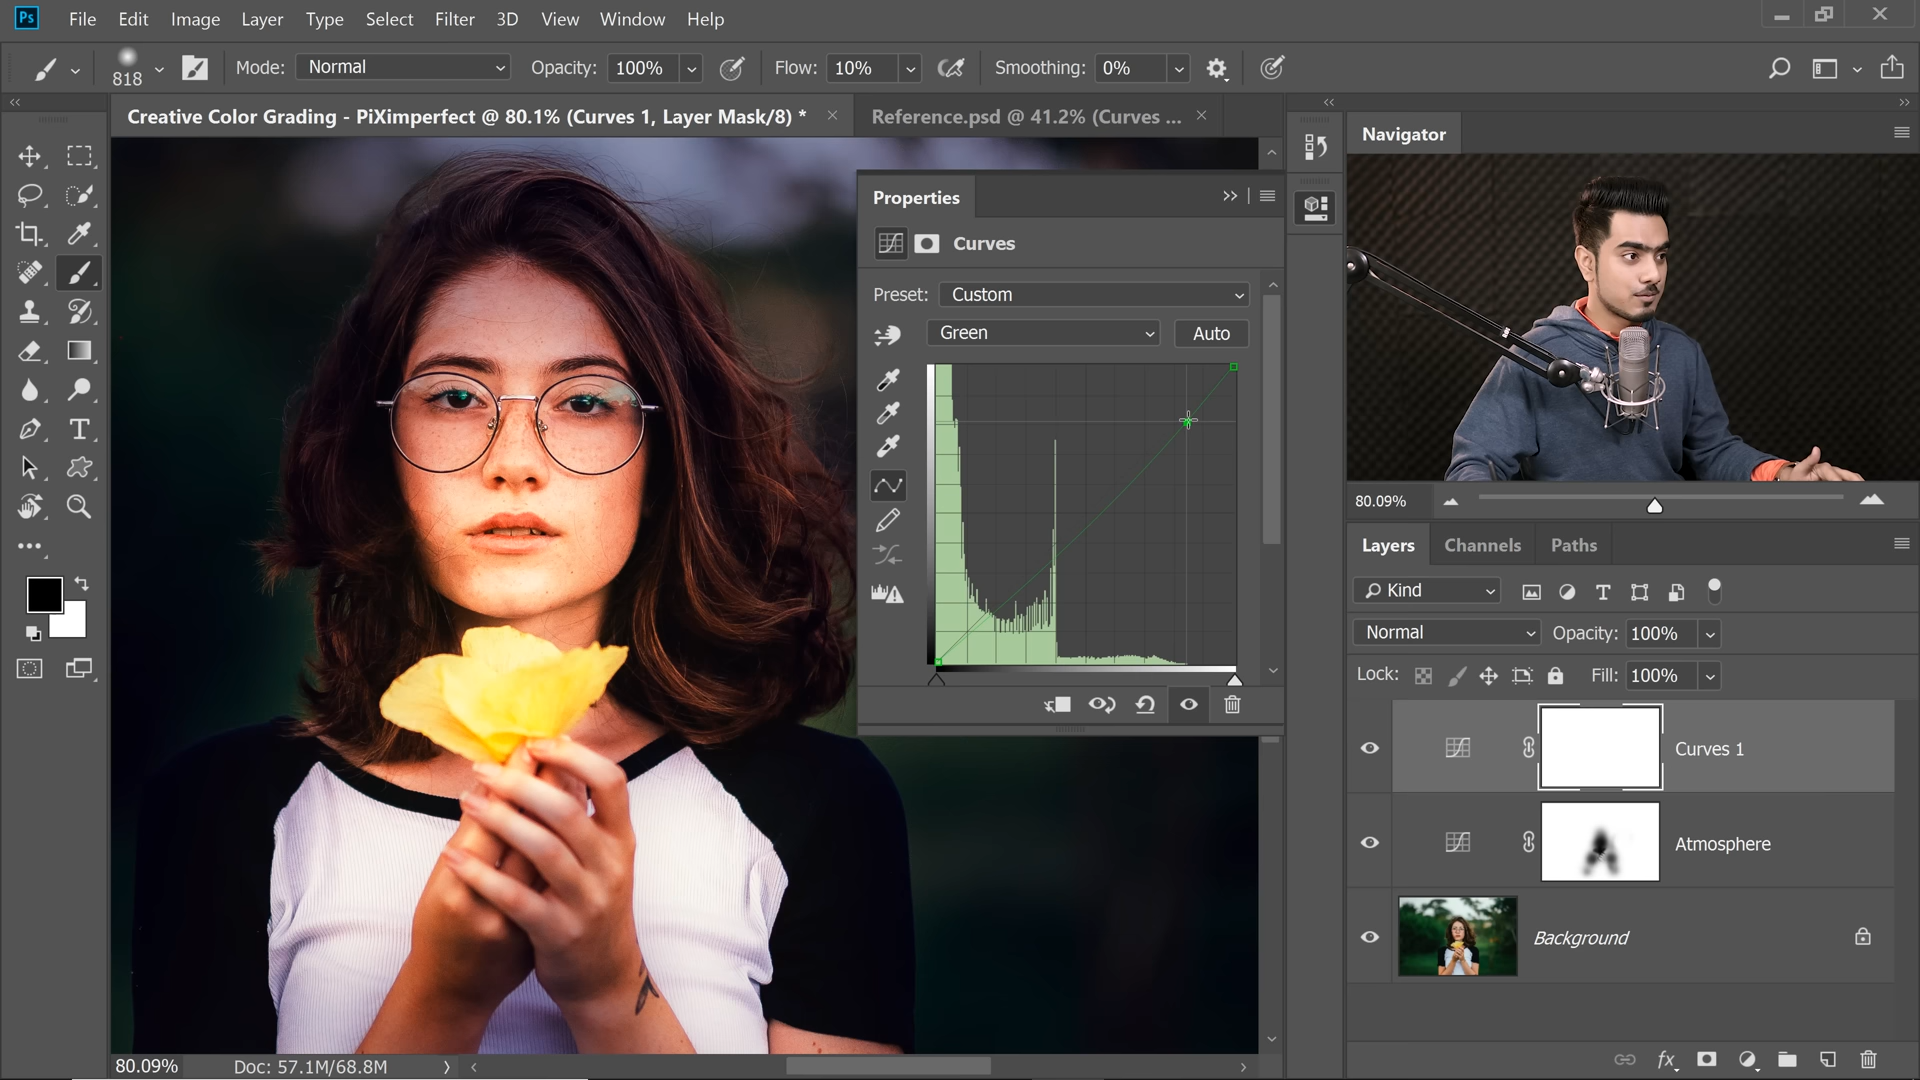 Ps File Edit Image Layer Type Select Filter 3D View Window Help
818 Mode: Normal Opacity: 100% Flow: 10% Smoothing: 0%
Creative Color Grading - PiXimperfect @ 80.1% (Curves 1, Layer Mask/8) *
Reference.psd @ 41.2% (Curves ...
Navigator
Properties
Curves
Preset: Custom
Green Auto
80.09%
Layers Channels Paths
Kind
Normal Opacity: 100%
Lock: Fill: 100%
Curves 1
Atmosphere
Background
80.09% Doc: 57.1M/68.8M